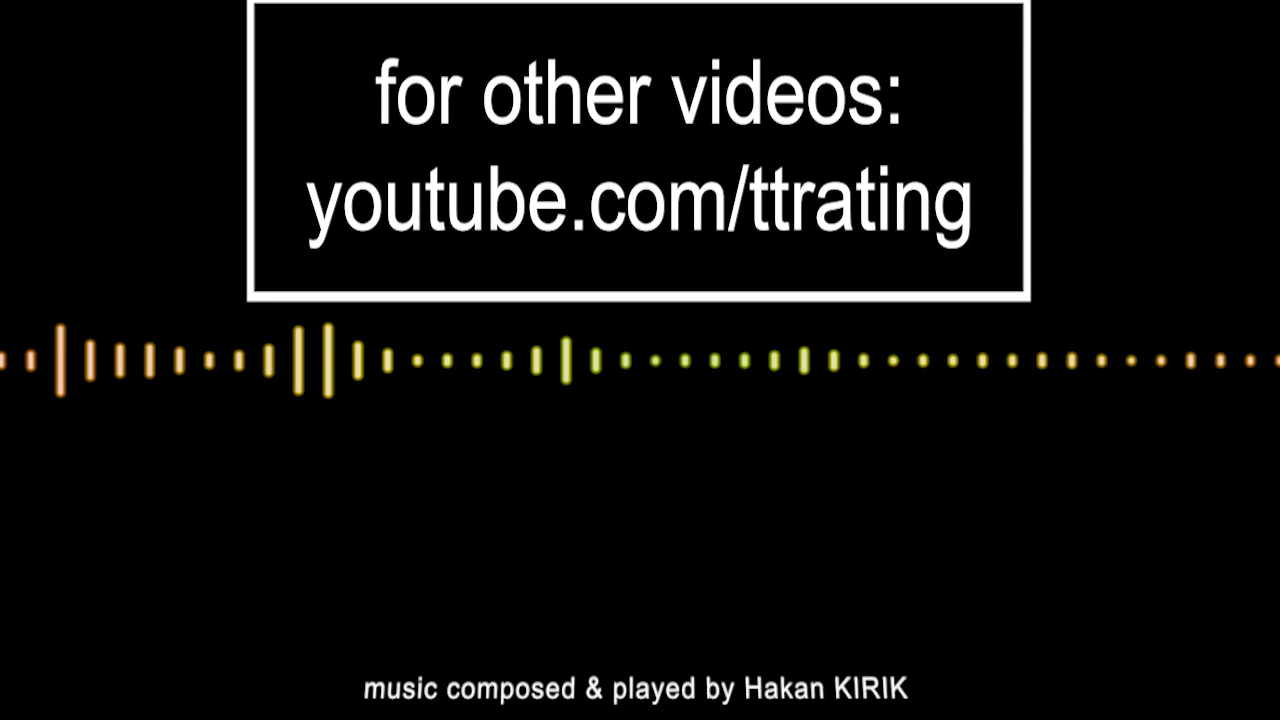 for other videos:
youtube.com/ttrating
music composed & played by Hakan KIRIK